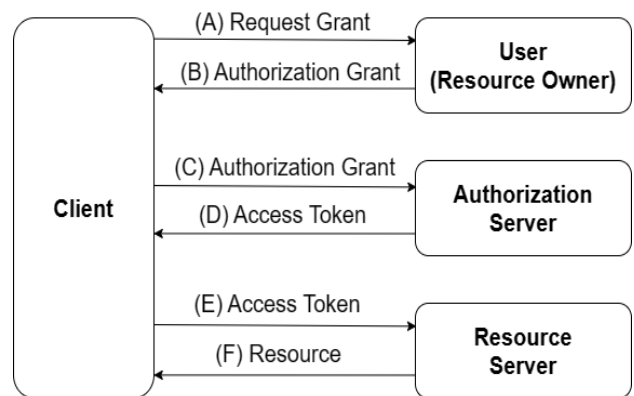 (A) Request Grant
User
(B) Authorization Grant
(Resource Owner)
(C) Authorization Grant
Client
Authorization
(D) Access Token
Server
(E) Access Token
Resource
(F) Resource
Server